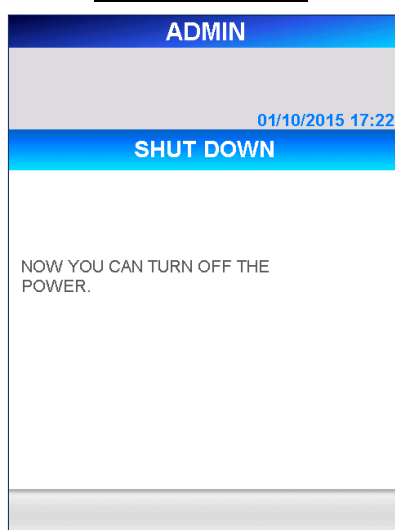 ADMIN
01/10/2015 17:22
SHUT DOWN
NOW YOU CAN TURN OFF THE
POWER.